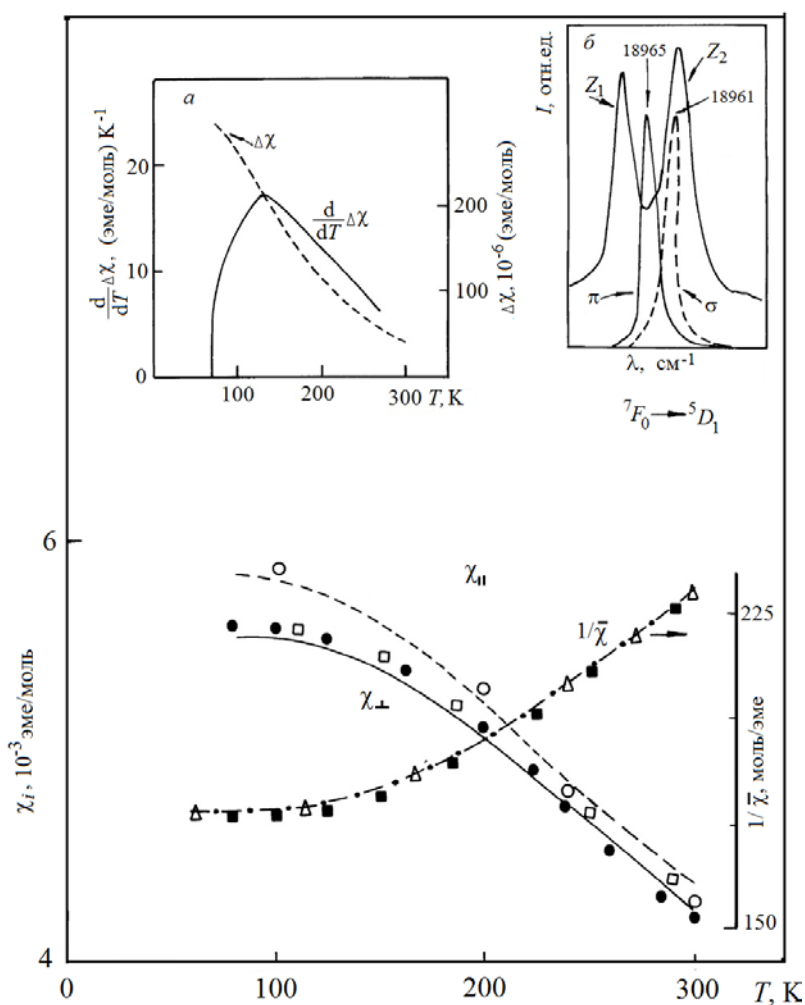 а
d/dT Δχ, (эме/моль) K⁻¹
20
10
0
Δχ
d/dT Δχ
200
100
Δχ, 10⁻⁶ (эме/моль)
100
200
300
T, K
б
I, отн.ед.
18965
Z₂
Z₁
18961
π
σ
λ, см⁻¹
⁷F₀ → ⁵D₁
6
χ∥
1/χ̄
225
χ⊥
χᵢ, 10⁻³ эме/моль
1/χ̄, моль/эме
150
4
0
100
200
300
T, K